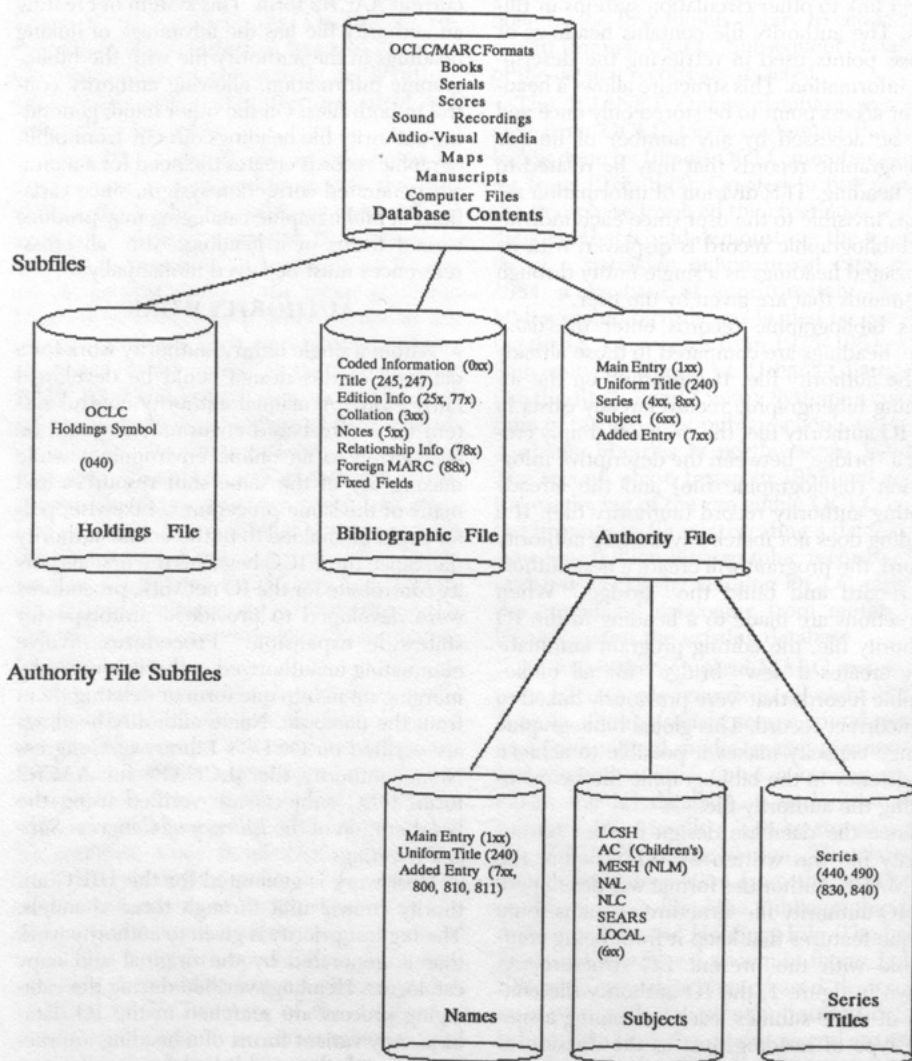 OCLC/MARC Formats
Books
Serials
Scores
Sound Recordings
Audio-Visual Media
Maps
Manuscripts
Computer Files
Database Contents
Subfiles
OCLC
Holdings Symbol
(040)
Holdings File
Coded Information (0xx)
Title (245, 247)
Edition Info (25x, 77x)
Collation (3xx)
Notes (5xx)
Relationship Info (78x)
Foreign MARC (88x)
Fixed Fields
Bibliographic File
Main Entry (1xx)
Uniform Title (240)
Series (4xx, 8xx)
Subject (6xx)
Added Entry (7xx)
Authority File
Authority File Subfiles
Main Entry (1xx)
Uniform Title (240)
Added Entry (7xx,
800, 810, 811)
Names
LCSH
AC (Children's)
MESH (NLM)
NAL
NLC
SEARS
LOCAL
(6xx)
Subjects
Series
(440, 490)
(830, 840)
Series
Titles